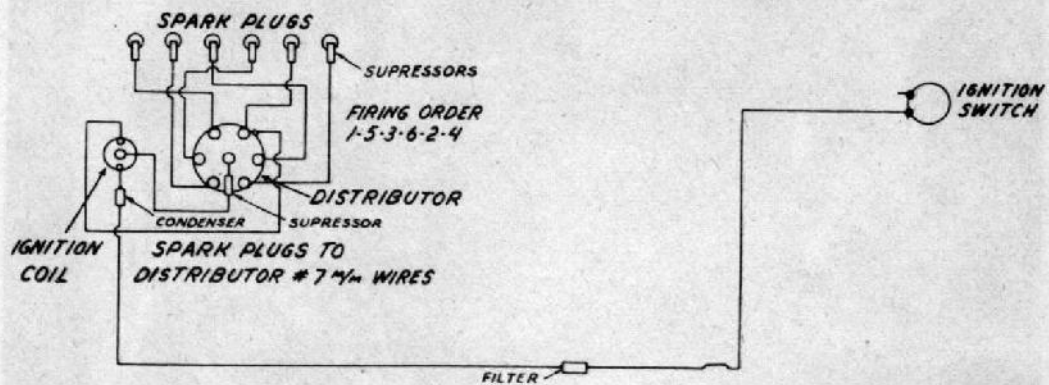 SPARK PLUGS
SUPRESSORS
FIRING ORDER
1-5-3-6-2-4
IGNITION
SWITCH
DISTRIBUTOR
CONDENSER
SUPRESSOR
IGNITION
COIL
SPARK PLUGS TO
DISTRIBUTOR # 7 m/m WIRES
FILTER